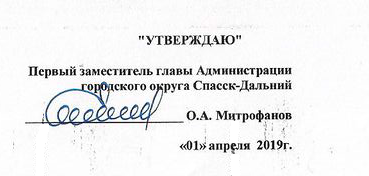 "УТВЕРЖДАЮ"
Первый заместитель главы Администрации
городского округа Спасск-Дальний
О.А. Митрофанов
«01» апреля 2019г.